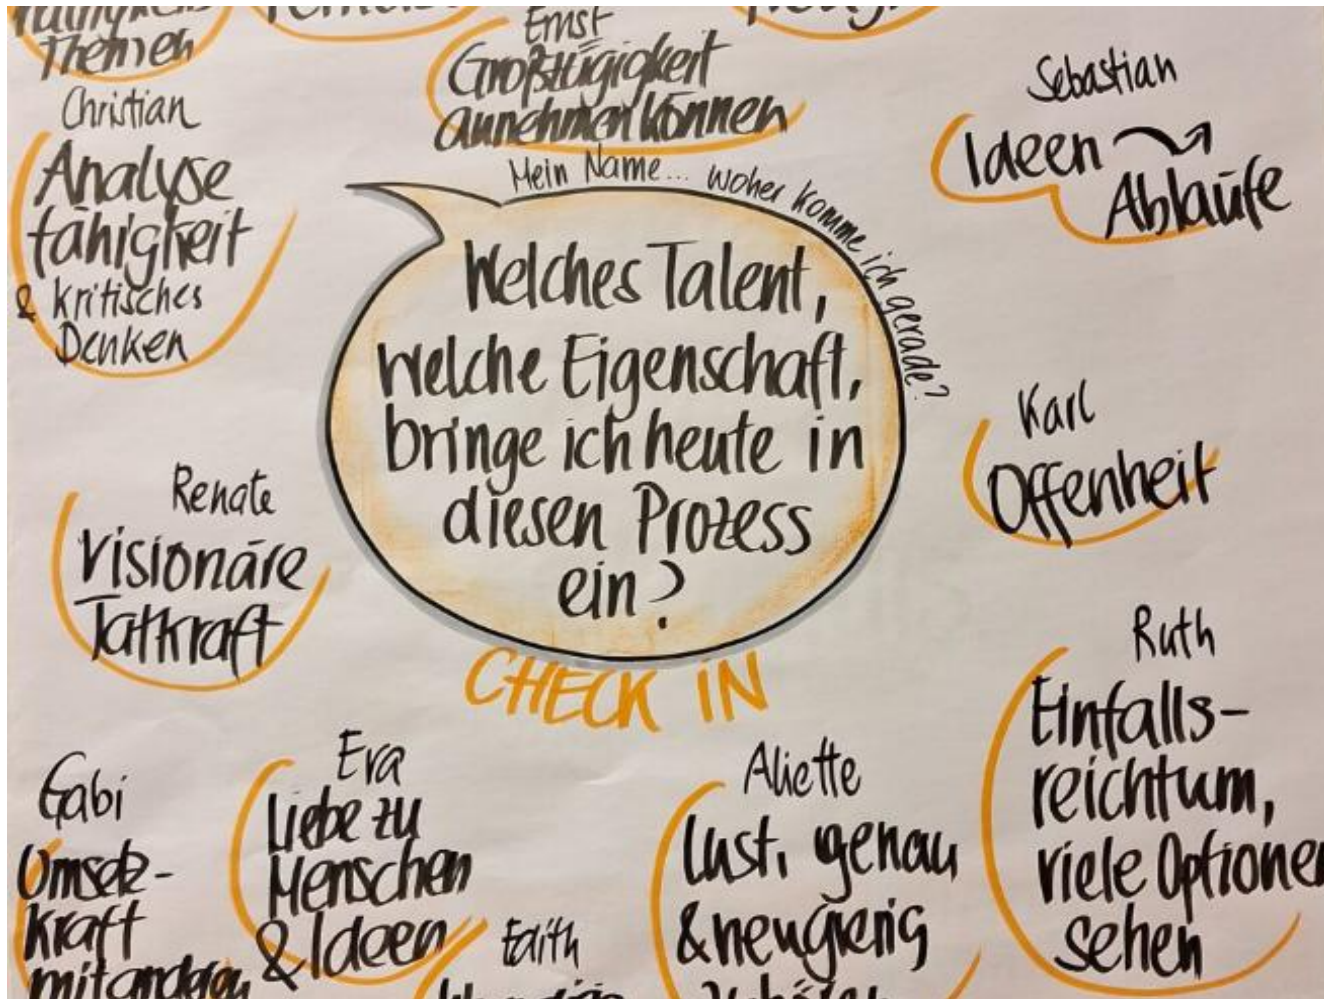 Themen
Ernst
Großzügigkeit
annehmen können
Christian
Analyse
fähigkeit
& kritisches
Denken
Sebastian
Ideen
Abläufe
Mein Name... woher komme ich gerade?
Welches Talent,
welche Eigenschaft,
bringe ich heute in
diesen Prozess
ein?
CHECK IN
Karl
Offenheit
Renate
Visionäre
Tatkraft
Ruth
Einfalls-
reichtum,
viele Optionen
sehen
Gabi
Umsetz-
kraft
mit anderen
Eva
Liebe zu
Menschen
& Ideen
Edith
Aliette
Lust, genau
& neugierig